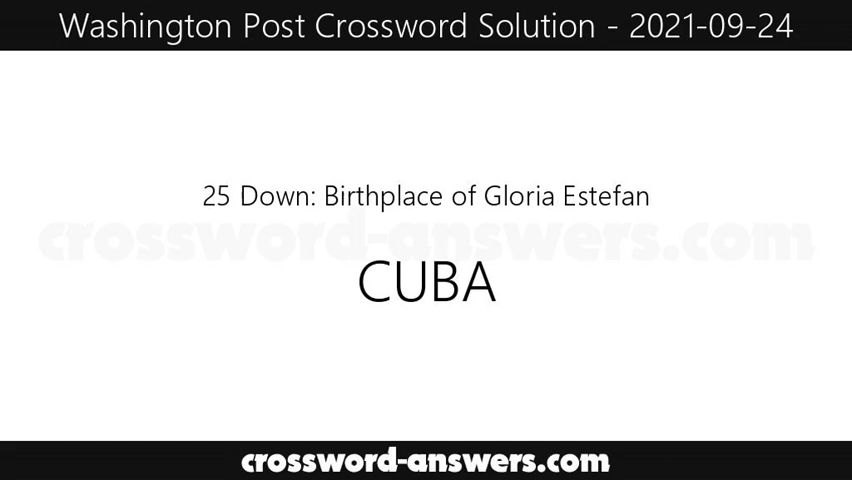 Washington Post Crossword Solution - 2021-09-24
25 Down: Birthplace of Gloria Estefan
crossword-answers.com
CUBA
crossword-answers.com